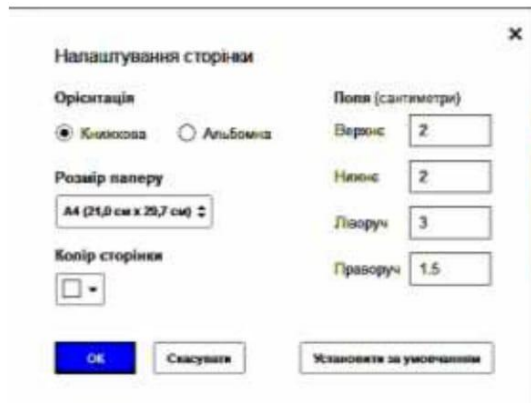 Налаштування сторінки
Орієнтація
Книжкова
Альбомна
Розмір паперу
A4 (21,0 см x 29,7 см)
Колір сторінки
Поля (сантиметри)
Верхнє 2
Нижнє 2
Ліворуч 3
Праворуч 1.5
ОК
Скасувати
Установити за умовчанням